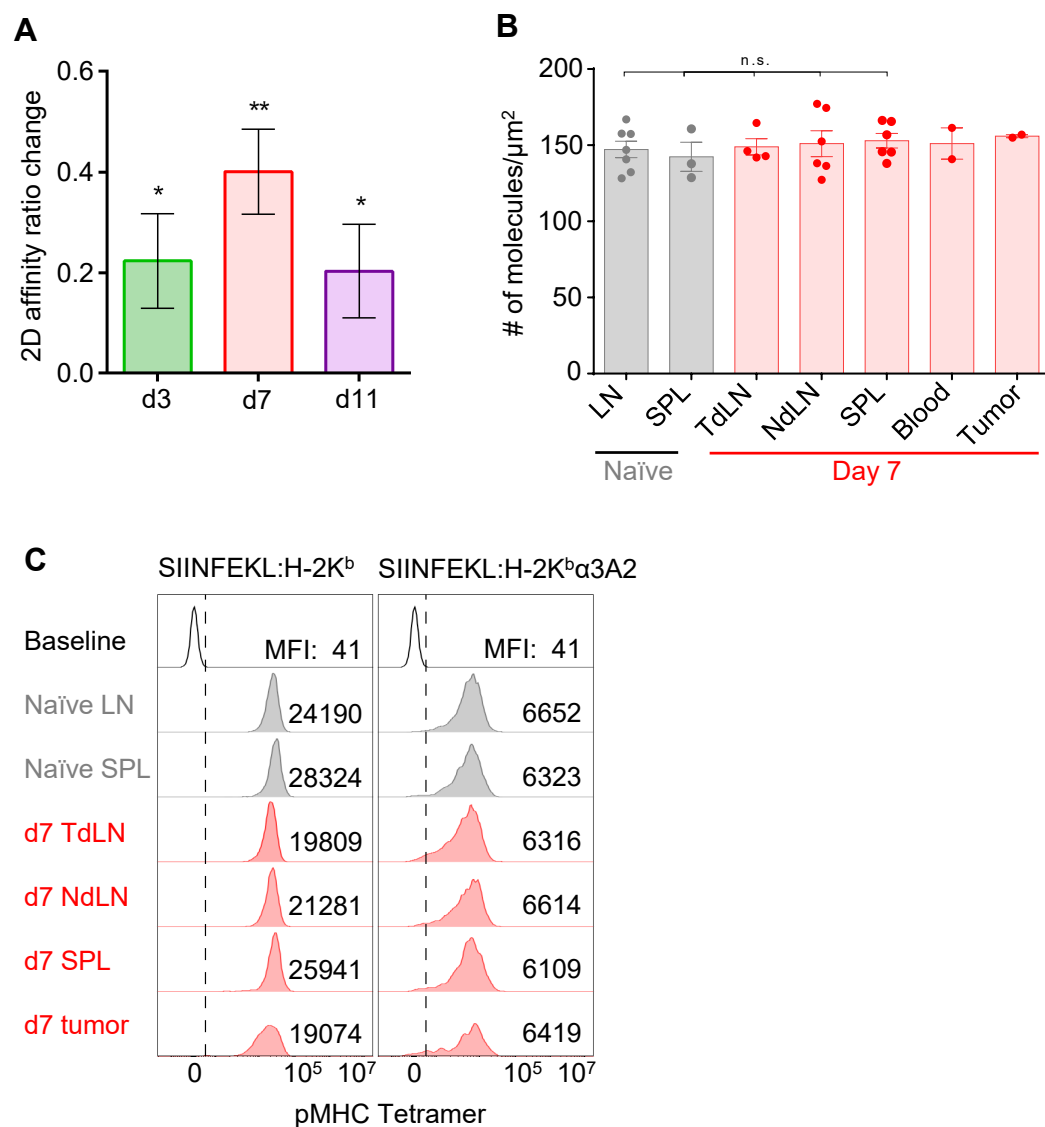 A
2D affinity ratio change
0.6
0.4
0.2
0.0
*
**
*
d3
d7
d11
B
# of molecules/μm²
200
150
100
50
0
n.s.
LN
SPL
TdLN
NdLN
SPL
Blood
Tumor
Naïve
Day 7
C
SIINFEKL:H-2Kᵇ SIINFEKL:H-2Kᵇα3A2
Baseline MFI: 41 MFI: 41
Naïve LN 24190 6652
Naïve SPL 28324 6323
d7 TdLN 19809 6316
d7 NdLN 21281 6614
d7 SPL 25941 6109
d7 tumor 19074 6419
0 10⁵ 10⁷ 0 10⁵ 10⁷
pMHC Tetramer